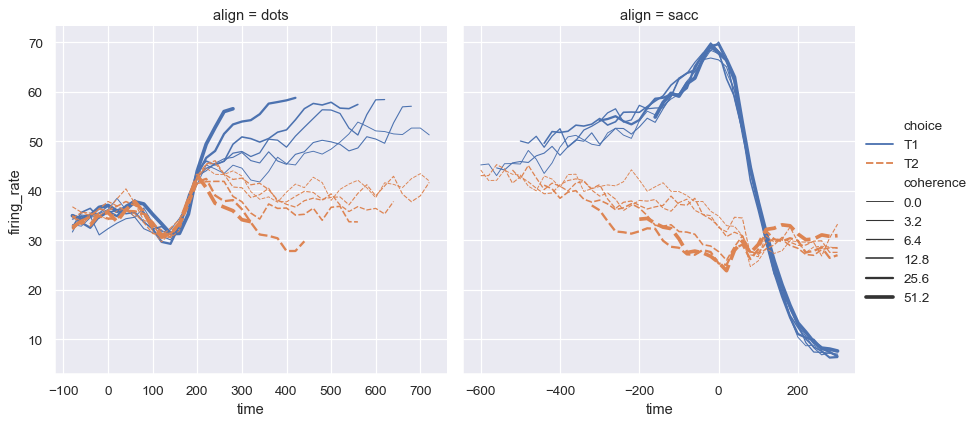 align = dots
align = sacc
70
60
50
40
30
20
10
firing_rate
−100 0 100 200 300 400 500 600 700
−600 −400 −200 0 200
time
time
choice
T1
T2
coherence
0.0
3.2
6.4
12.8
25.6
51.2